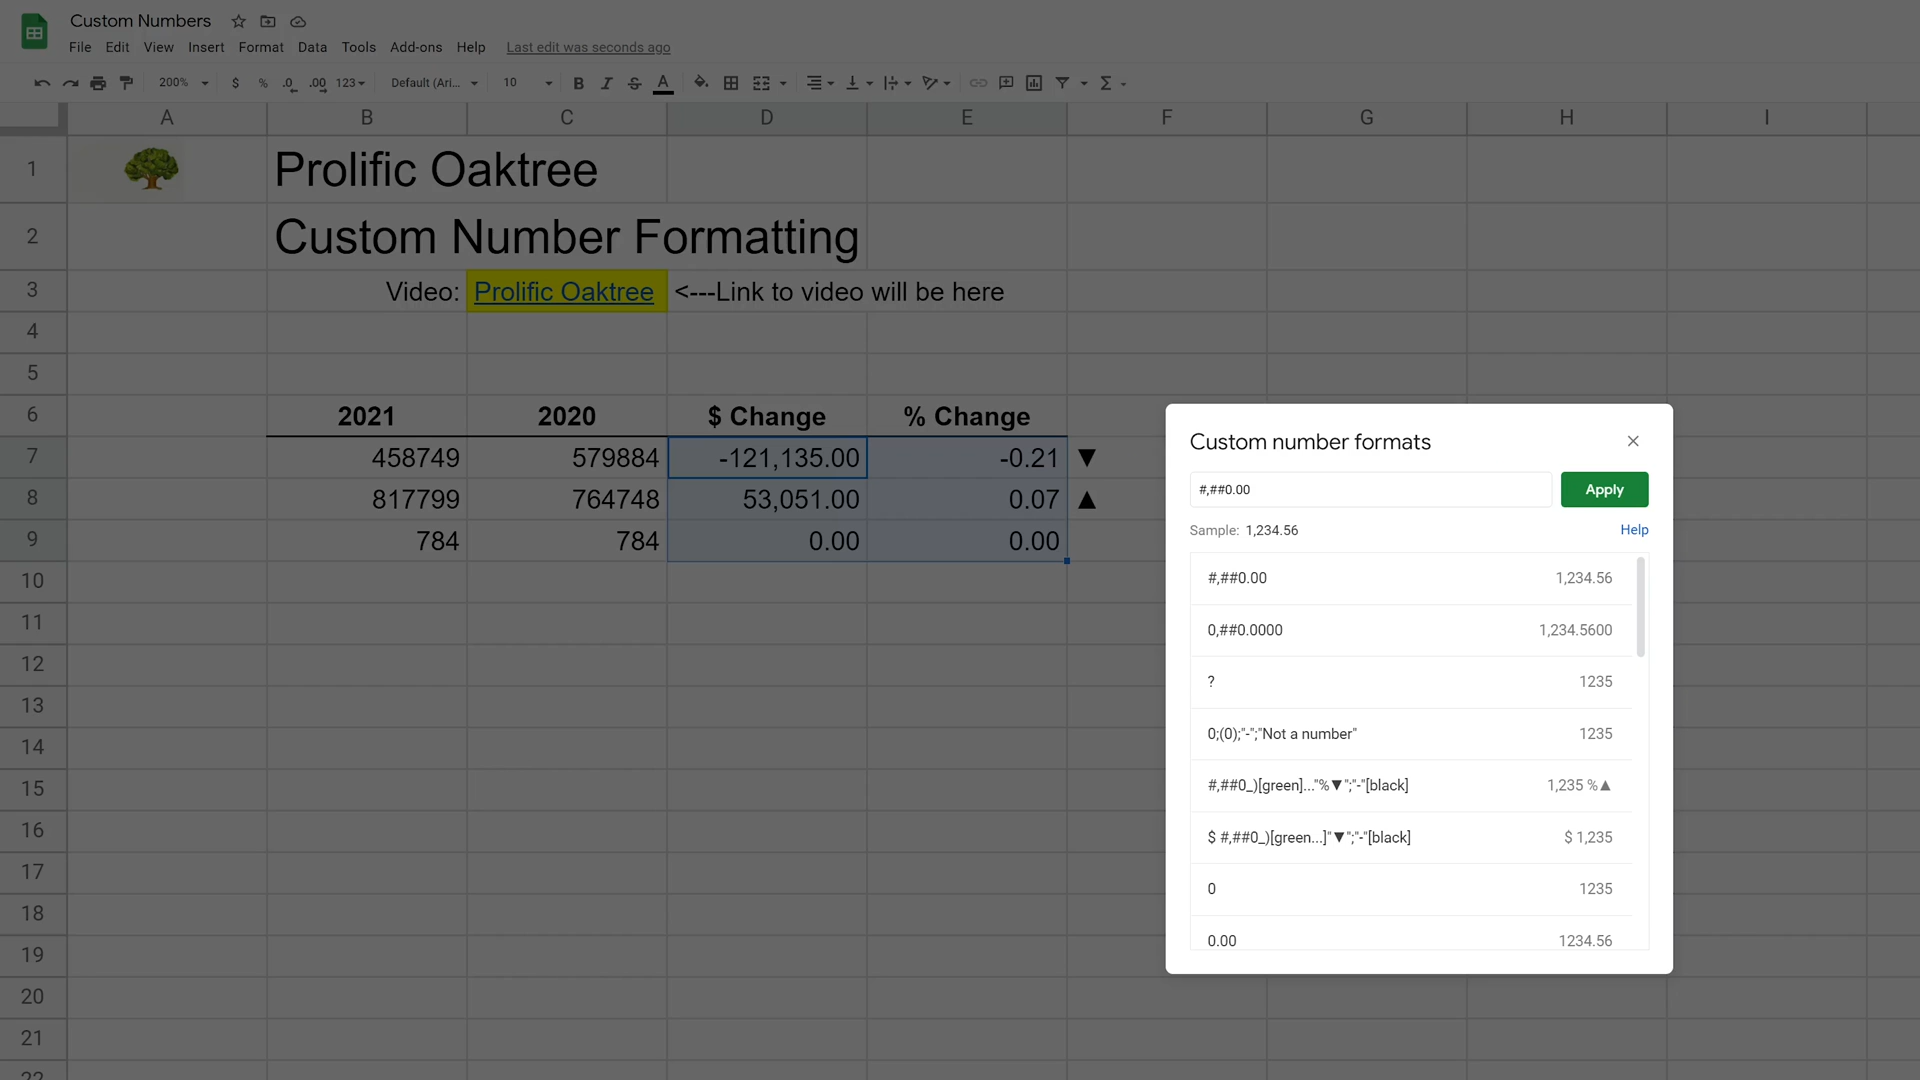 Custom Numbers
File Edit View Insert Format Data Tools Add-ons Help Last edit was seconds ago
200% $ % .0 .00 123 Default (Ari... 10 B I S A Σ
A B C D E F G H I
1 Prolific Oaktree
2 Custom Number Formatting
3 Video: Prolific Oaktree <---Link to video will be here
4
5
6 2021 2020 $ Change % Change
7 458749 579884 -121,135.00 -0.21 ▼
8 817799 764748 53,051.00 0.07 ▲
9 784 784 0.00 0.00
10
11
12
13
14
15
16
17
18
19
20
21
22
Custom number formats
#,##0.00 Apply
Sample: 1,234.56 Help
#,##0.00 1,234.56
0,##0.0000 1,234.5600
? 1235
0;(0);"-";"Not a number" 1235
#,##0_)[green]..."%▼";"-"[black] 1,235 %▲
$ #,##0_)[green...]"▼";"-"[black] $ 1,235
0 1235
0.00 1234.56